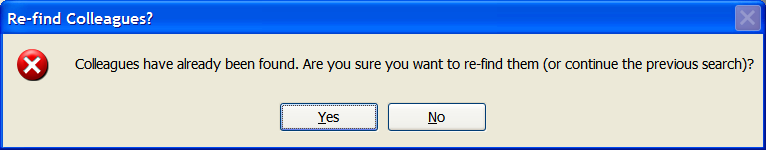 Re-find Colleagues?
Colleagues have already been found. Are you sure you want to re-find them (or continue the previous search)?
Yes
No